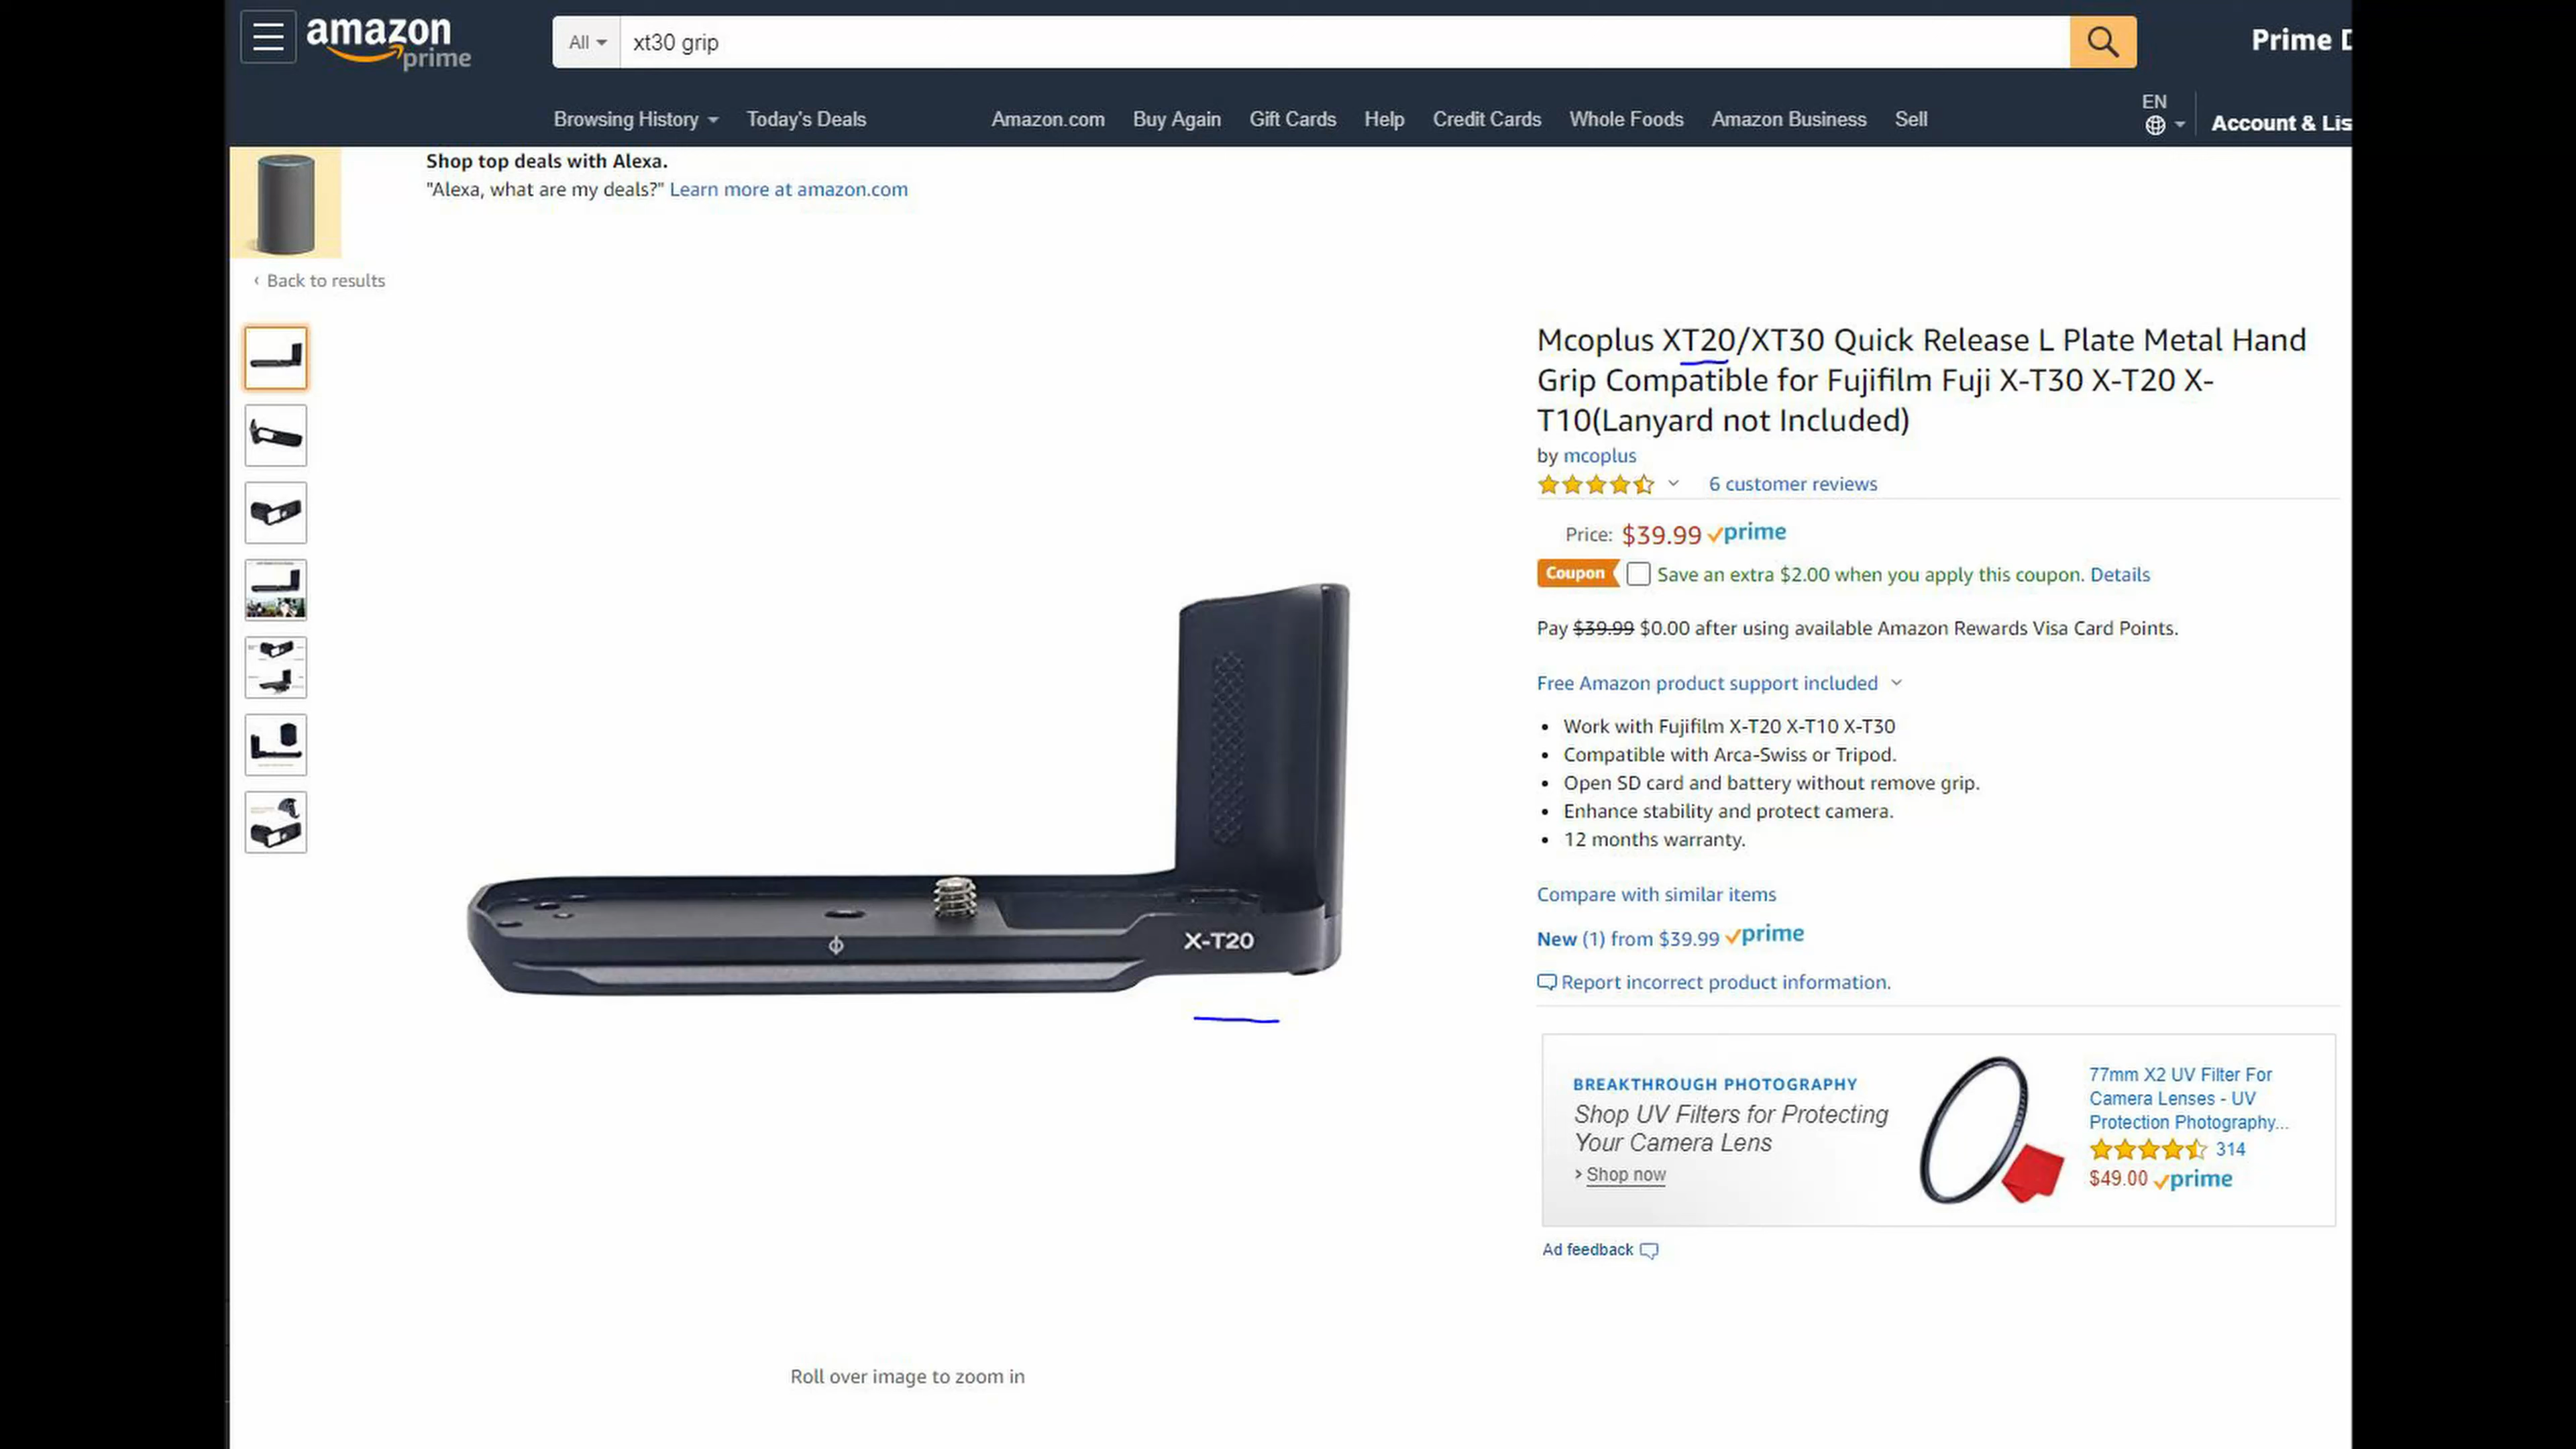 amazon
prime
All
xt30 grip
Prime D
Browsing History
Today's Deals
Amazon.com
Buy Again
Gift Cards
Help
Credit Cards
Whole Foods
Amazon Business
Sell
EN
Account & Lis
Shop top deals with Alexa.
"Alexa, what are my deals?" Learn more at amazon.com
‹ Back to results
Mcoplus XT20/XT30 Quick Release L Plate Metal Hand
Grip Compatible for Fujifilm Fuji X-T30 X-T20 X-
T10(Lanyard not Included)
by mcoplus
6 customer reviews
Price: $39.99 prime
Coupon Save an extra $2.00 when you apply this coupon. Details
Pay $39.99 $0.00 after using available Amazon Rewards Visa Card Points.
Free Amazon product support included
• Work with Fujifilm X-T20 X-T10 X-T30
• Compatible with Arca-Swiss or Tripod.
• Open SD card and battery without remove grip.
• Enhance stability and protect camera.
• 12 months warranty.
Compare with similar items
New (1) from $39.99 prime
Report incorrect product information.
X-T20
BREAKTHROUGH PHOTOGRAPHY
Shop UV Filters for Protecting
Your Camera Lens
› Shop now
77mm X2 UV Filter For
Camera Lenses - UV
Protection Photography...
314
$49.00 prime
Ad feedback
Roll over image to zoom in